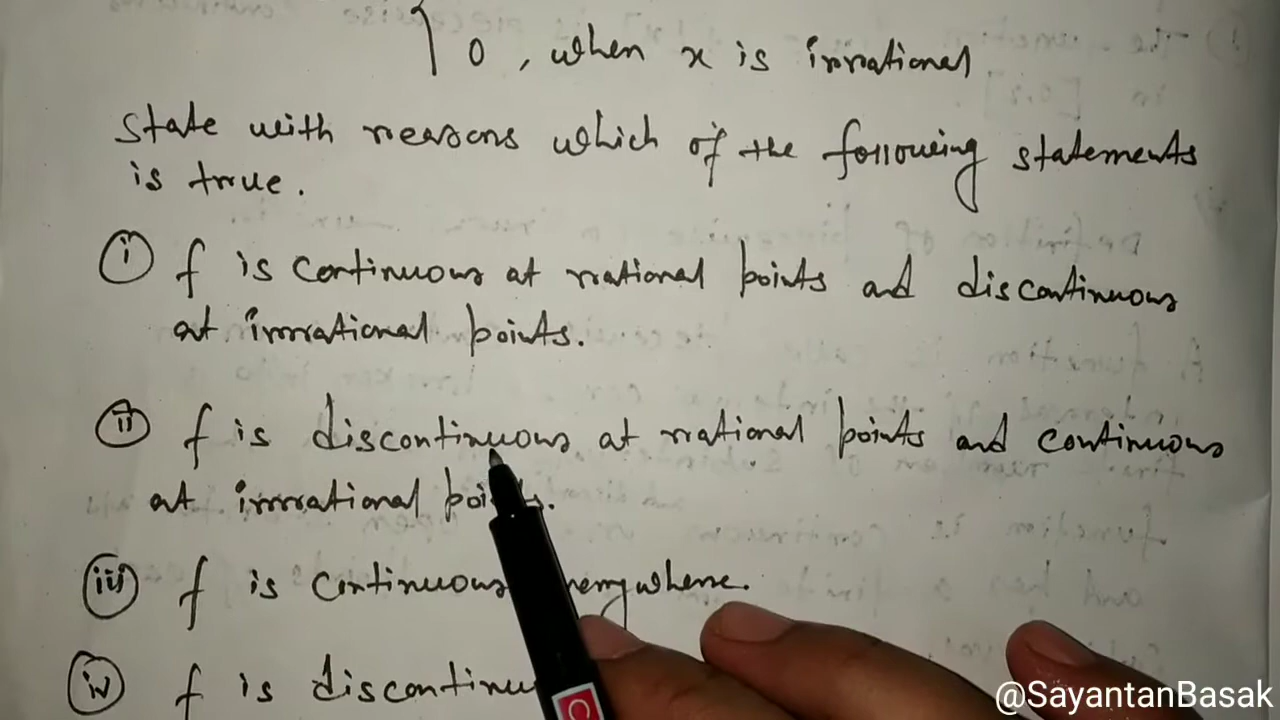 0 , when x is irrational
State with reasons which of the following statements
is true.
(i) f is continuous at rational points and discontinuous
at irrational points.
(ii) f is discontinuous at rational points and continuous
at irrational
(iii) f is continuous
(iv) f is
@SayantanBasak